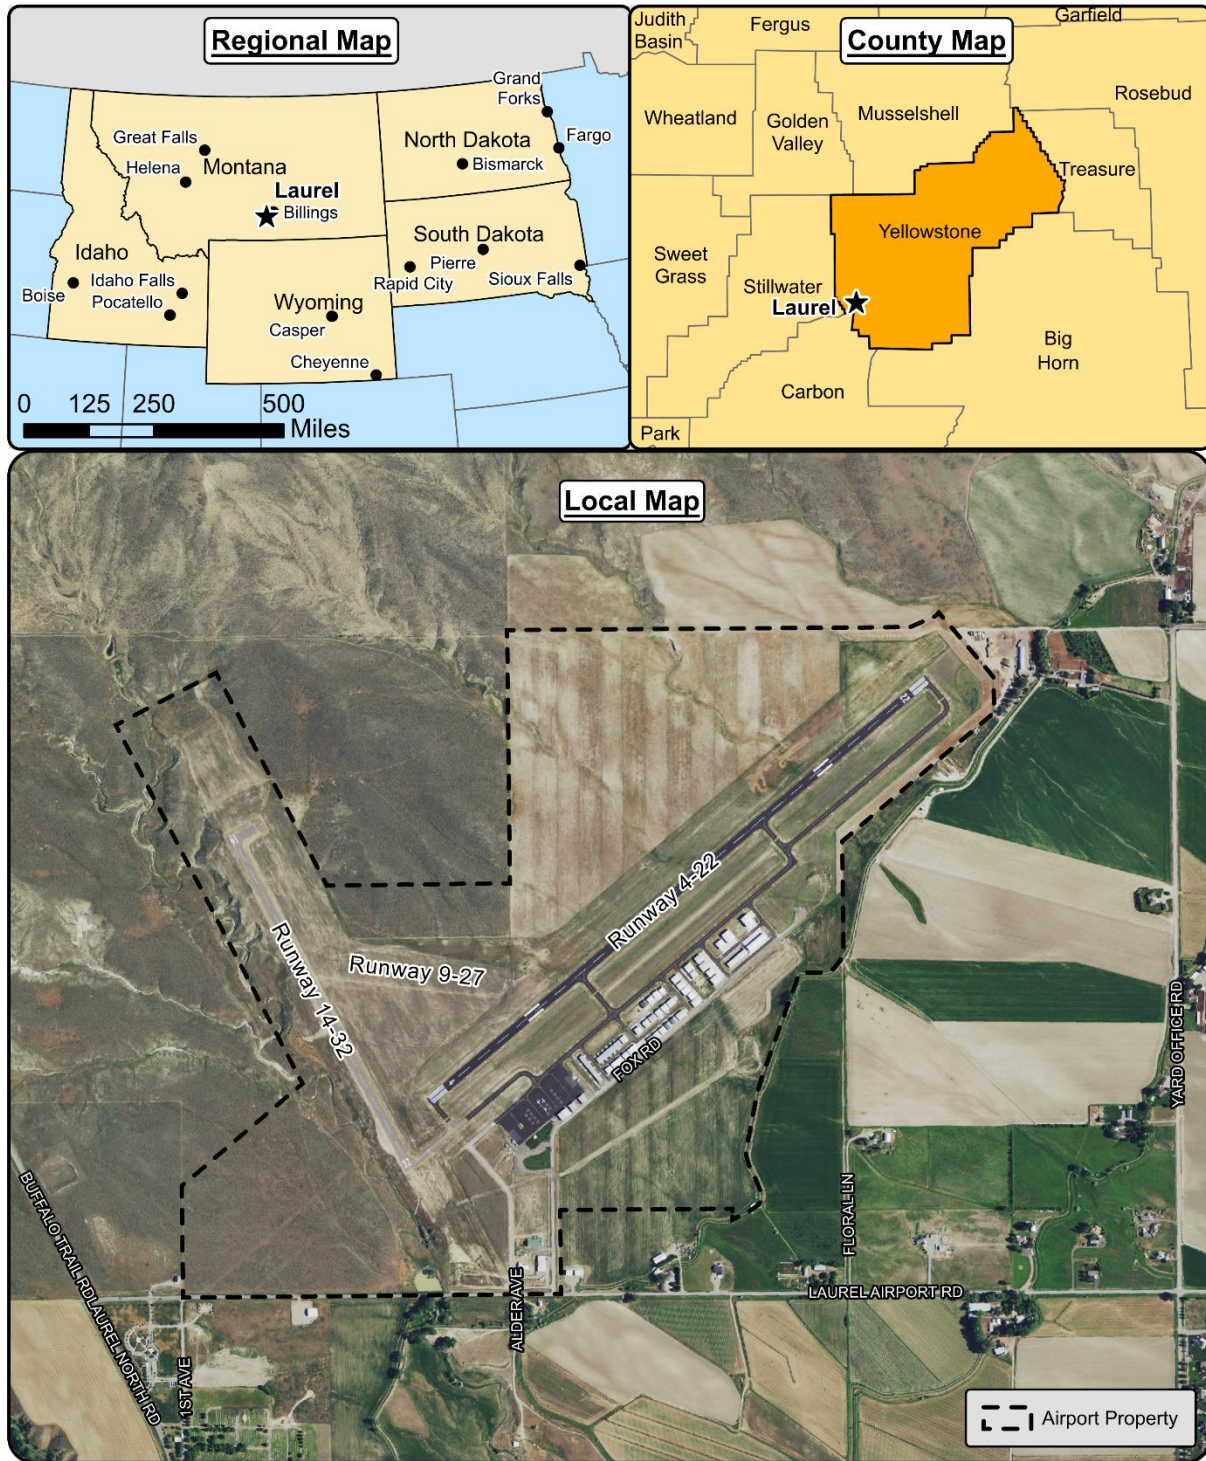 Regional Map
Grand
Forks
Great Falls
Fargo
North Dakota
Montana
Bismarck
Helena
Laurel
Billings
South Dakota
Idaho
Pierre
Idaho Falls
Rapid City
Sioux Falls
Boise
Pocatello
Wyoming
Casper
Cheyenne
0 125 250 500
Miles
County Map
Judith
Basin
Fergus
Garfield
Rosebud
Wheatland
Golden
Valley
Musselshell
Treasure
Yellowstone
Sweet
Grass
Stillwater
Laurel
Big
Horn
Carbon
Park
Local Map
22
Runway 4-22
Runway 9-27
Runway 14-32
FOX RD
YARD OFFICE RD
BUFFALO TRAIL RD
LAUREL NORTH RD
1ST AVE
ALDER AVE
FLORAL LN
LAUREL AIRPORT RD
Airport Property